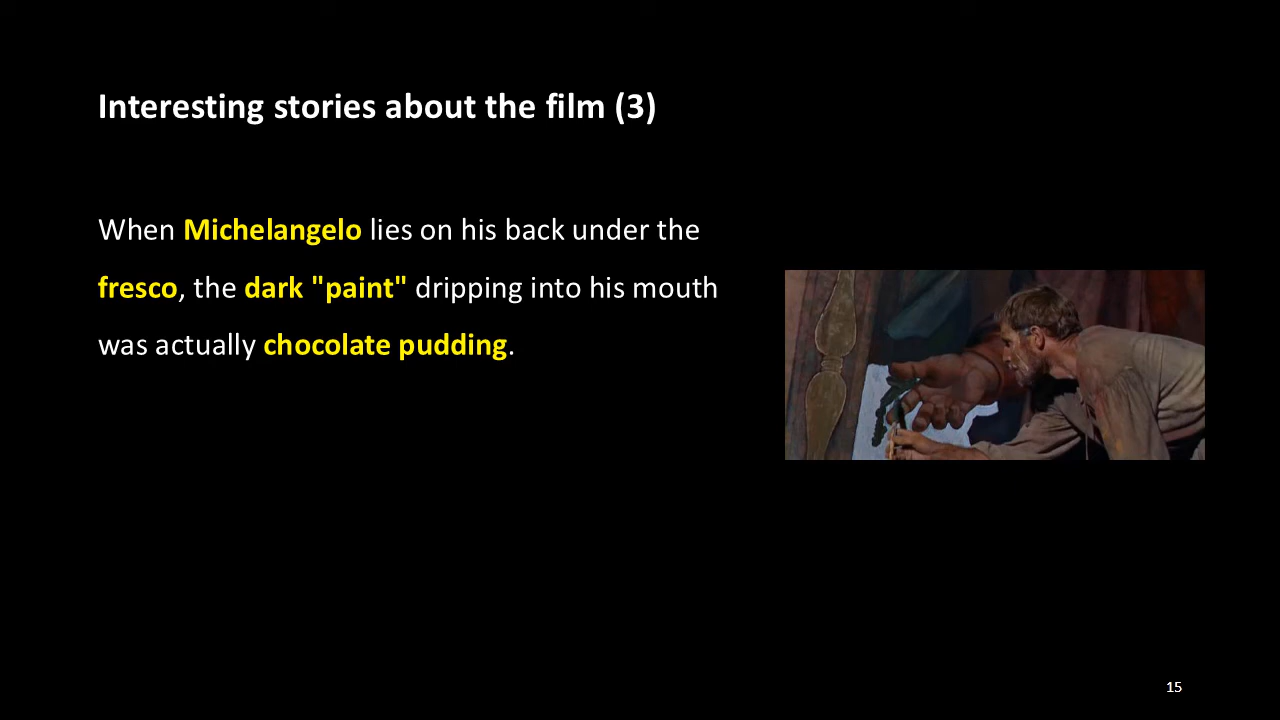 Interesting stories about the film (3)
When Michelangelo lies on his back under the
fresco, the dark "paint" dripping into his mouth
was actually chocolate pudding.
15